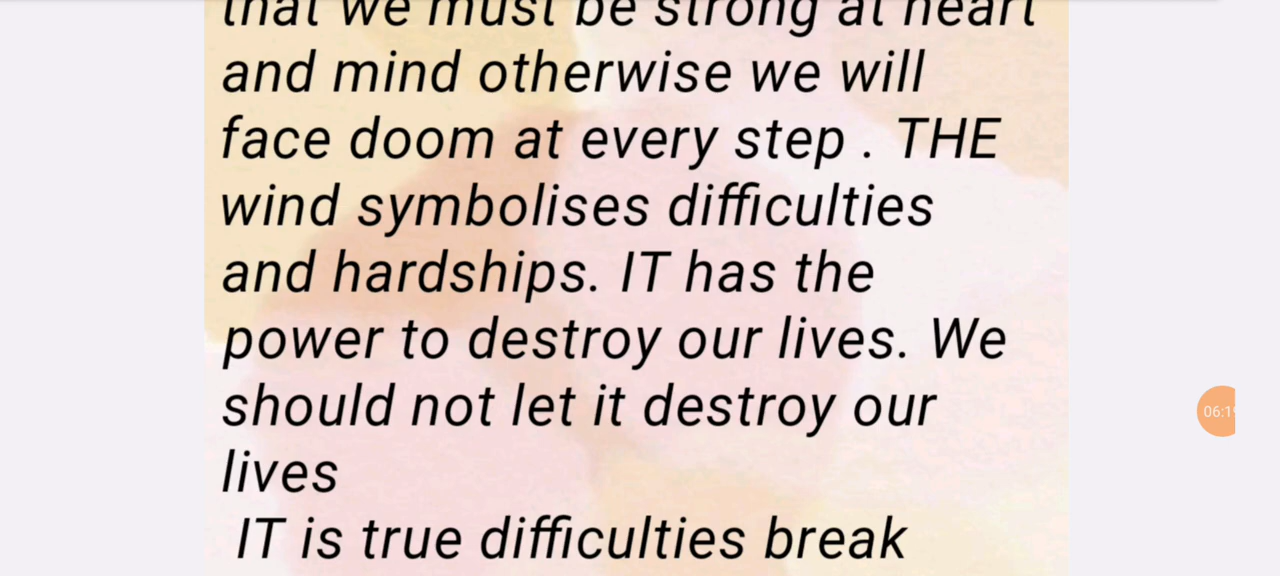 that we must be strong at heart
and mind otherwise we will
face doom at every step . THE
wind symbolises difficulties
and hardships. IT has the
power to destroy our lives. We
should not let it destroy our
lives
IT is true difficulties break